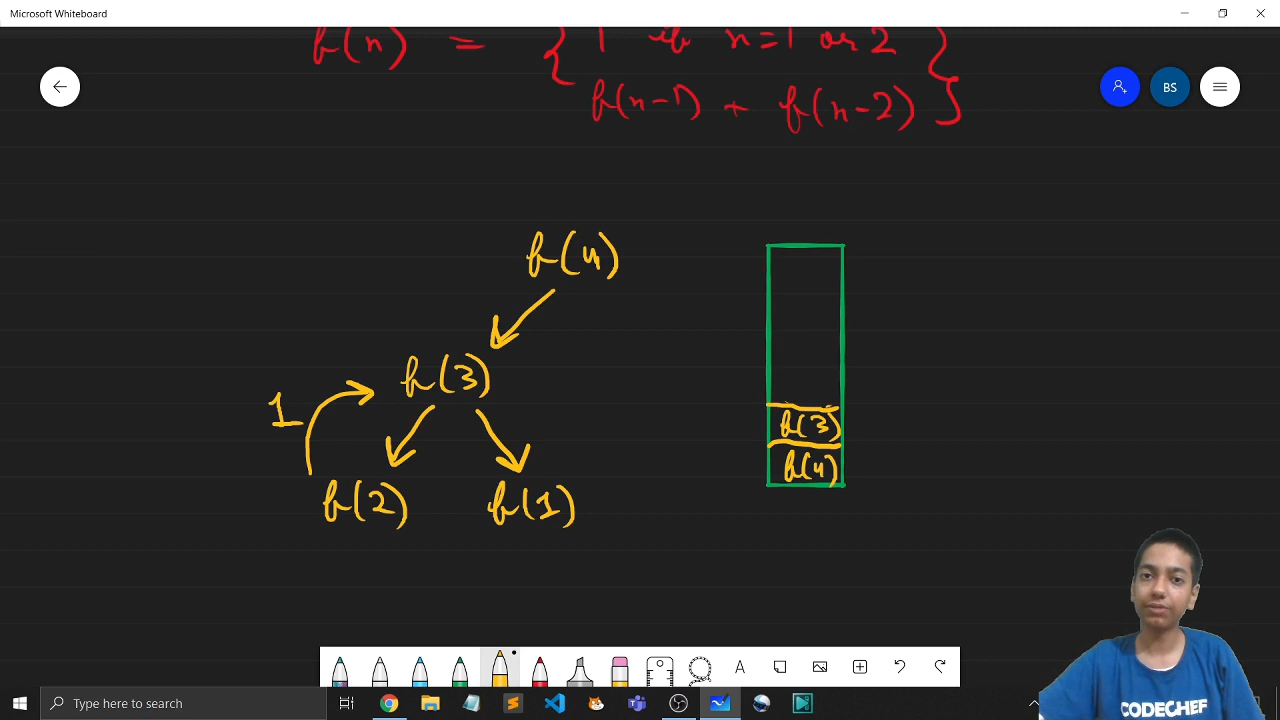 Microsoft Whiteboard
f(n) = { 1 if n=1 or 2 }
f(n-1) + f(n-2)
BS
f(4)
f(3)
1
f(2) f(1)
f(3)
f(4)
A
Type here to search
CODECHEF